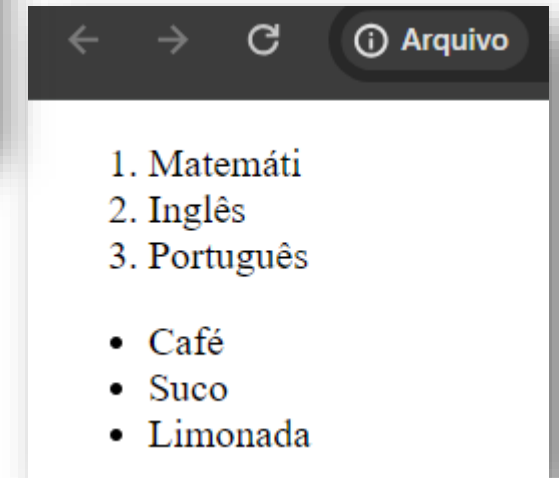 Arquivo
1. Matemáti
2. Inglês
3. Português
• Café
• Suco
• Limonada